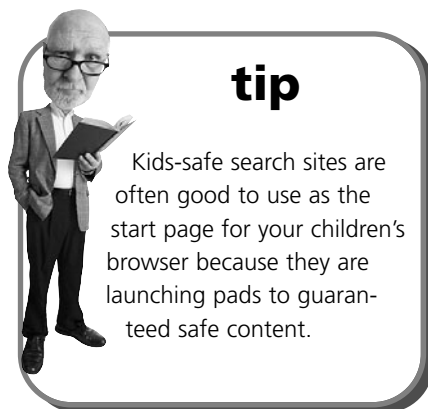 tip
Kids-safe search sites are
often good to use as the
start page for your children's
browser because they are
launching pads to guaran-
teed safe content.